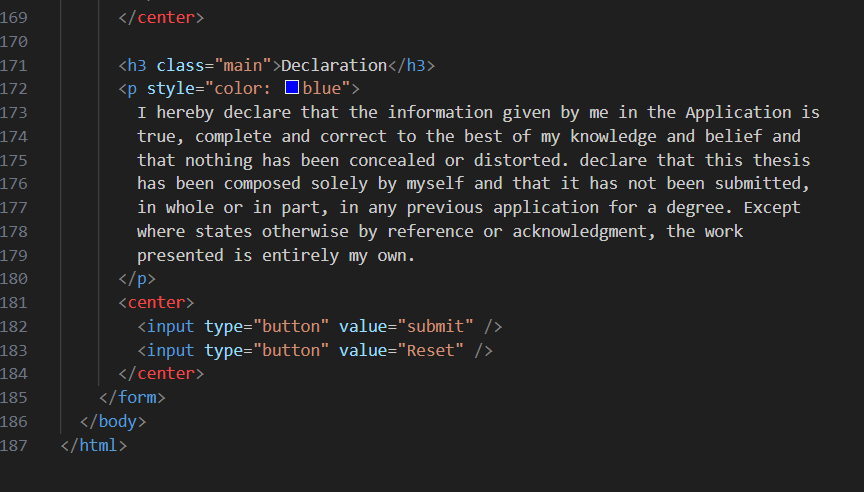 169 </center>
170
171 <h3 class="main">Declaration</h3>
172 <p style="color: blue">
173 I hereby declare that the information given by me in the Application is
174 true, complete and correct to the best of my knowledge and belief and
175 that nothing has been concealed or distorted. declare that this thesis
176 has been composed solely by myself and that it has not been submitted,
177 in whole or in part, in any previous application for a degree. Except
178 where states otherwise by reference or acknowledgment, the work
179 presented is entirely my own.
180 </p>
181 <center>
182 <input type="button" value="submit" />
183 <input type="button" value="Reset" />
184 </center>
185 </form>
186 </body>
187 </html>